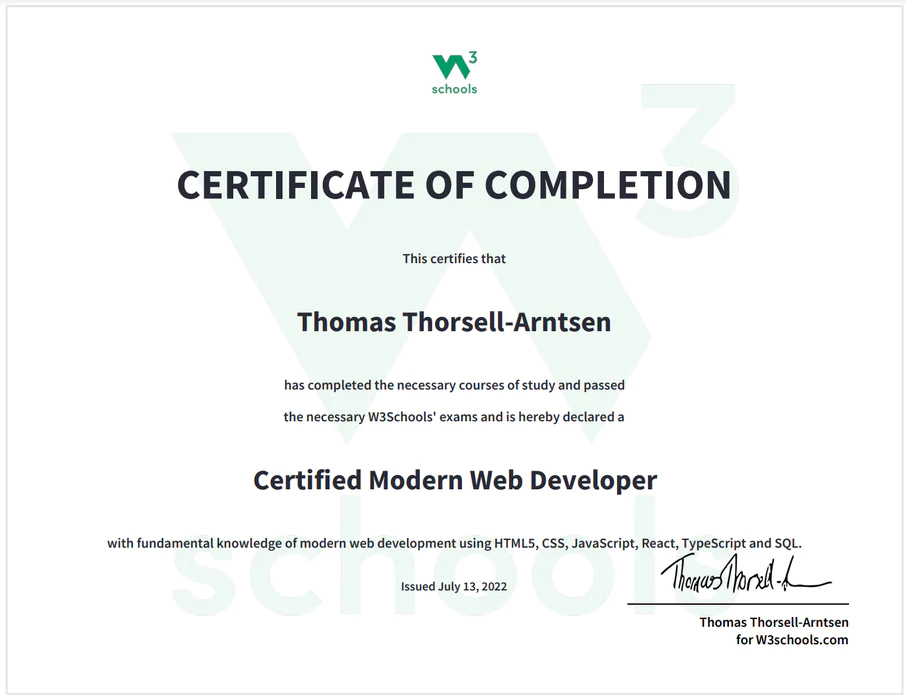 W3
schools
CERTIFICATE OF COMPLETION
This certifies that
Thomas Thorsell-Arntsen
has completed the necessary courses of study and passed
the necessary W3Schools' exams and is hereby declared a
Certified Modern Web Developer
with fundamental knowledge of modern web development using HTML5, CSS, JavaScript, React, TypeScript and SQL.
Issued July 13, 2022
Thomas Thorsell-A
Thomas Thorsell-Arntsen
for W3schools.com
W3
schools